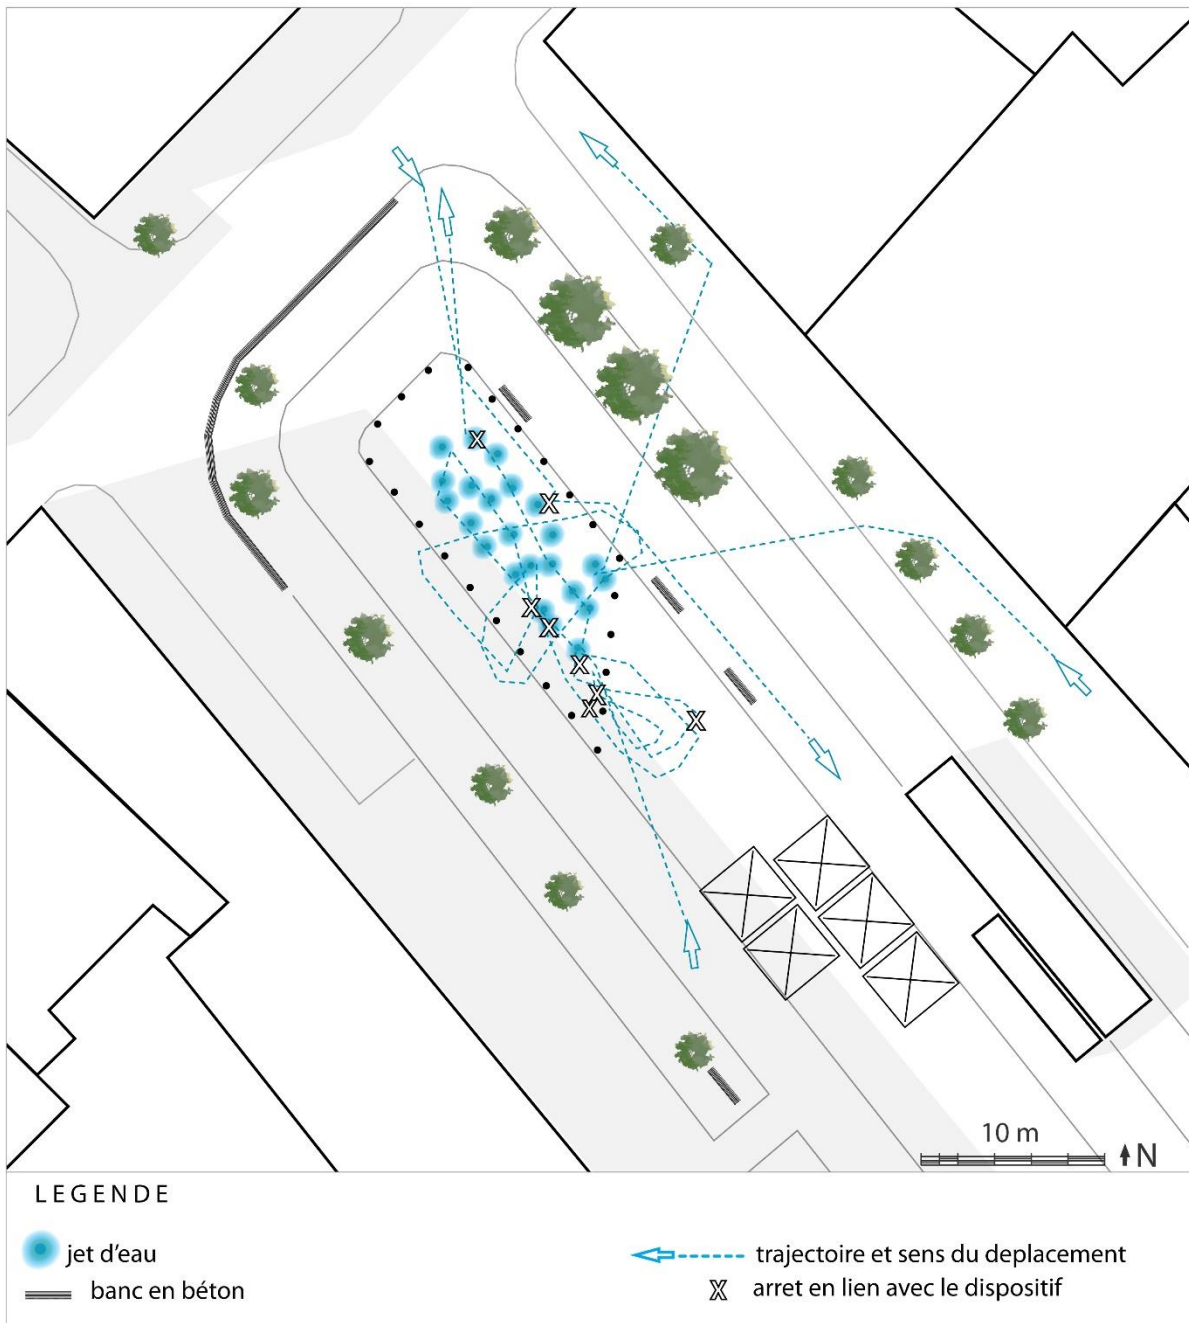 10 m
N
LEGENDE
jet d'eau
banc en béton
trajectoire et sens du deplacement
X arret en lien avec le dispositif